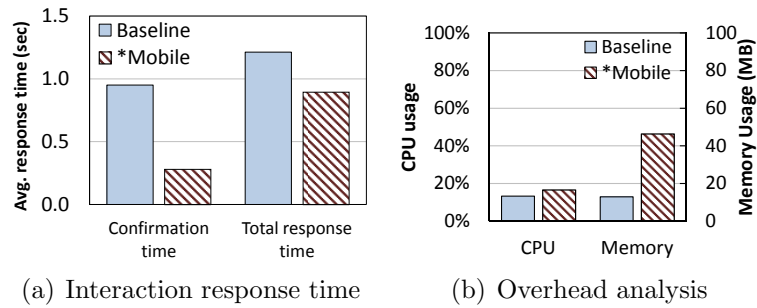 Avg. response time (sec)
1.5
1.0
0.5
0.0
Baseline
*Mobile
Confirmation
time
Total response
time
(a) Interaction response time
CPU usage
100%
80%
60%
40%
20%
0%
Baseline
*Mobile
100
80
60
40
20
0
Memory Usage (MB)
CPU
Memory
(b) Overhead analysis